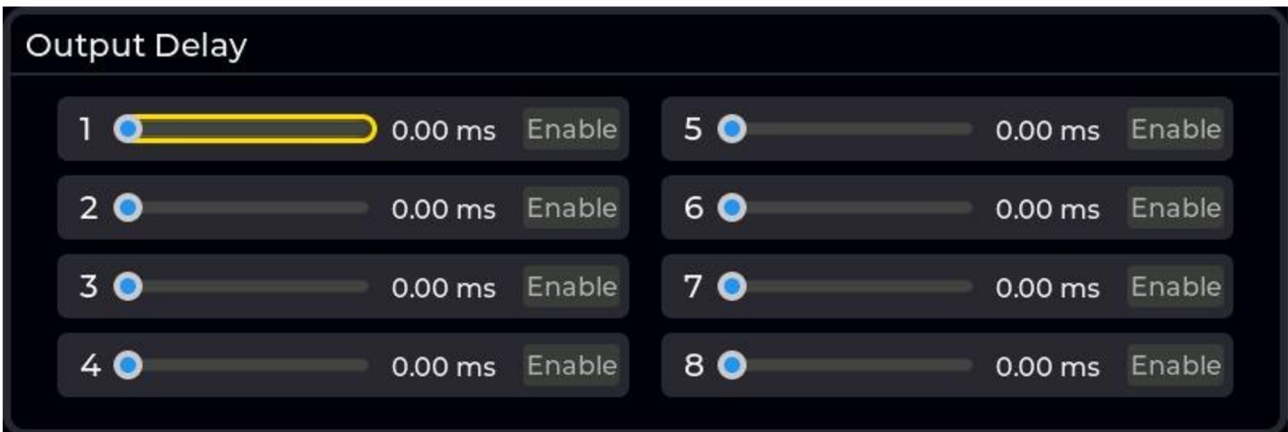 Output Delay
1 0.00 ms Enable
5 0.00 ms Enable
2 0.00 ms Enable
6 0.00 ms Enable
3 0.00 ms Enable
7 0.00 ms Enable
4 0.00 ms Enable
8 0.00 ms Enable